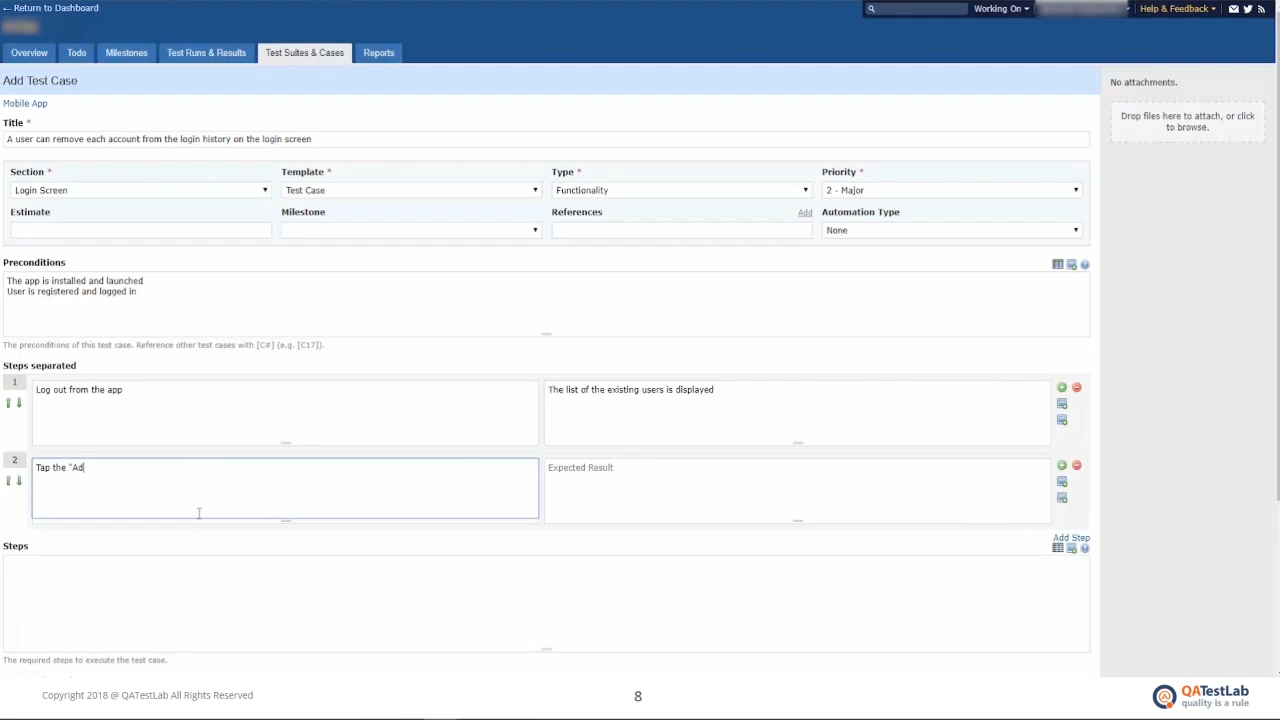 ← Return to Dashboard
Working On
Help & Feedback
Overview
Todo
Milestones
Test Runs & Results
Test Suites & Cases
Reports
Add Test Case
No attachments.
Drop files here to attach, or click
to browse.
Mobile App
Title *
A user can remove each account from the login history on the login screen
Section *
Template *
Type *
Priority *
Login Screen
Test Case
Functionality
2 - Major
Estimate
Milestone
References
Add
Automation Type
None
Preconditions
The app is installed and launched
User is registered and logged in
The preconditions of this test case. Reference other test cases with [C#] (e.g. [C17]).
Steps separated
1
Log out from the app
The list of the existing users is displayed
2
Tap the "Ad
Expected Result
Add Step
Steps
The required steps to execute the test case.
Copyright 2018 @ QATestLab All Rights Reserved
8
QATestLab
quality is a rule